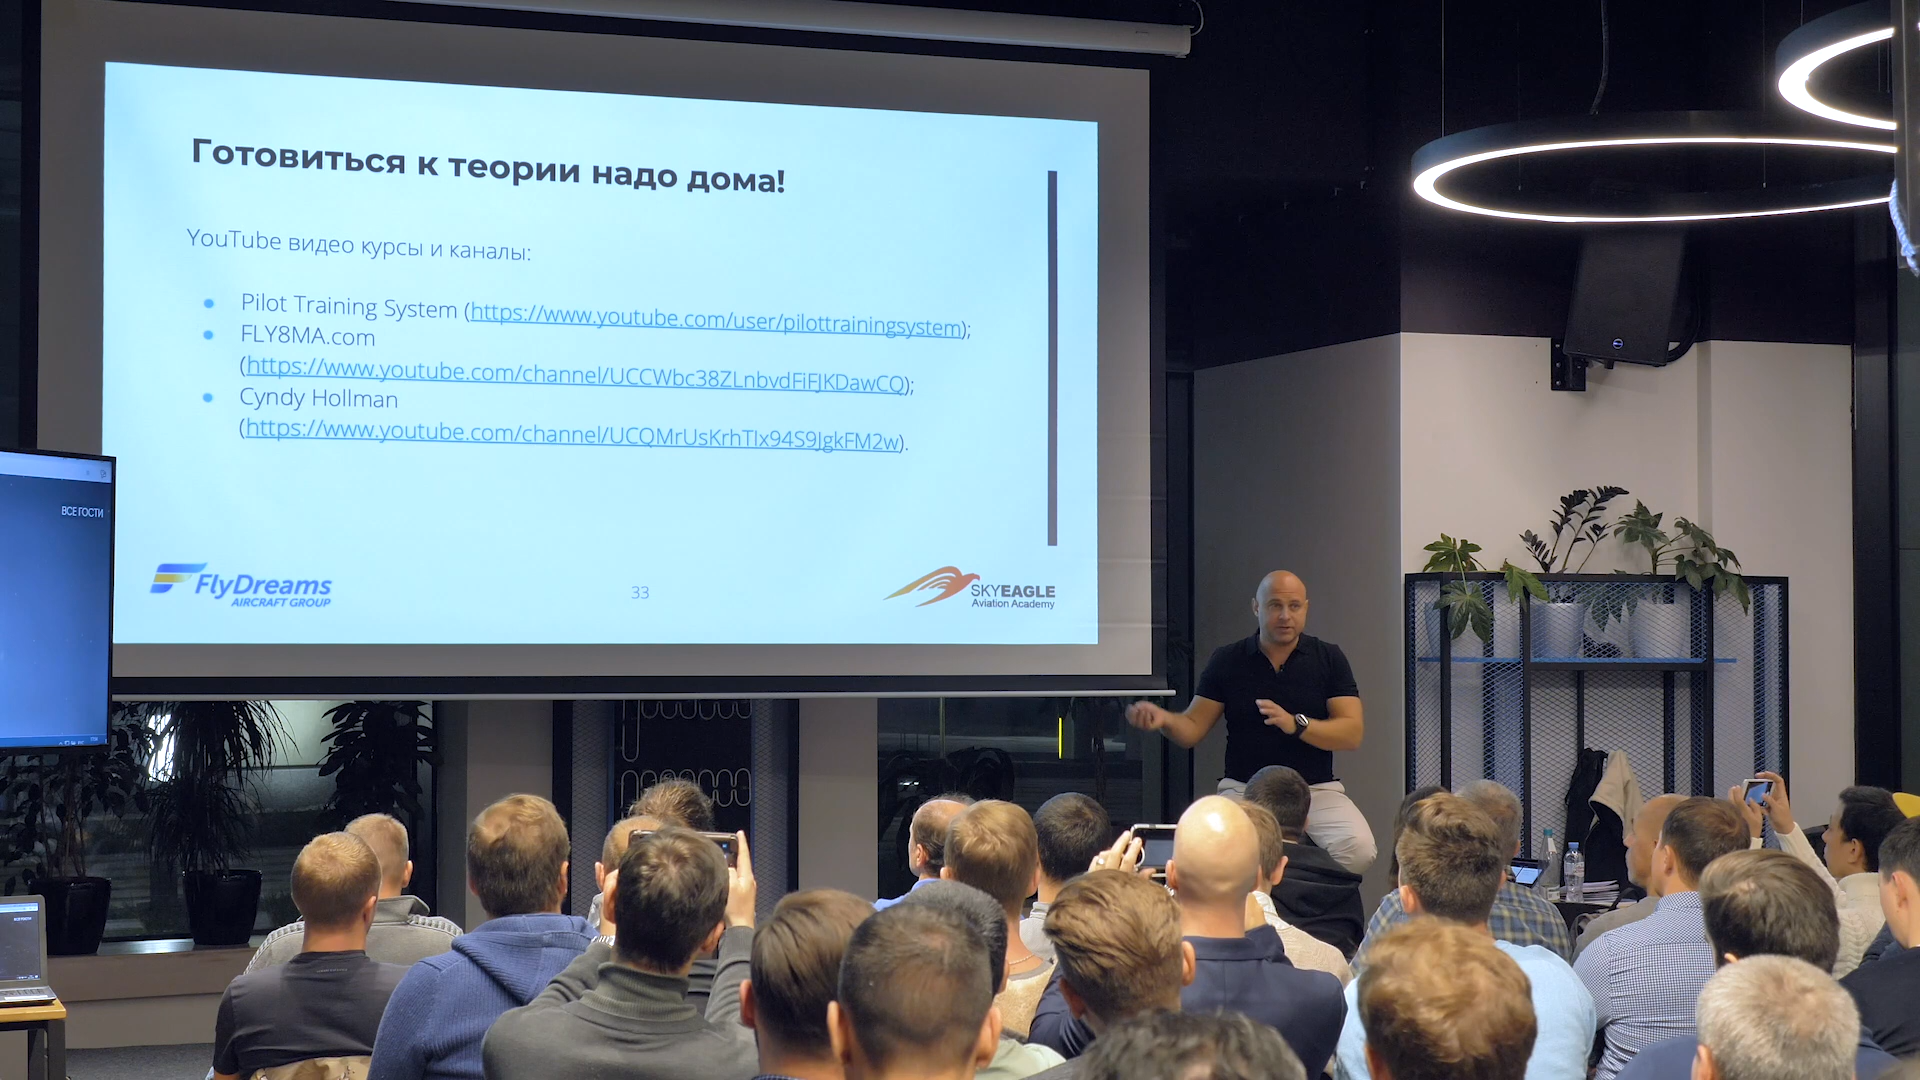 Готовиться к теории надо дома!
YouTube видео курсы и каналы:
Pilot Training System (https://www.youtube.com/user/pilottrainingsystem);
FLY8MA.com
(https://www.youtube.com/channel/UCCWbc38ZLnbvdFiFJKDawCQ);
Cyndy Hollman
(https://www.youtube.com/channel/UCQMrUsKrhTIx94S9JgkFM2w).
FlyDreams
AIRCRAFT GROUP
33
SKYEAGLE
Aviation Academy
ВСЕ ГОСТИ